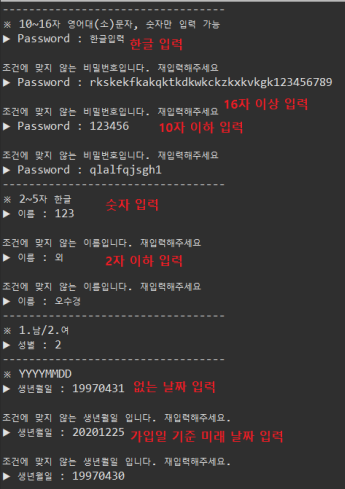 ----------------------------------
※ 10~16자 영어대(소)문자, 숫자만 입력 가능
▶ Password : 한글입력 한글 입력
조건에 맞지 않는 비밀번호입니다. 재입력해주세요
▶ Password : rkskekfkakqktkdkwkckzkxkvkgk123456789
16자 이상 입력
조건에 맞지 않는 비밀번호입니다. 재입력해주세요
▶ Password : 123456 10자 이하 입력
조건에 맞지 않는 비밀번호입니다. 재입력해주세요
▶ Password : qlalfqjsgh1
----------------------------------
※ 2~5자 한글
▶ 이름 : 123 숫자 입력
조건에 맞지 않는 이름입니다. 재입력해주세요
▶ 이름 : 외 2자 이하 입력
조건에 맞지 않는 이름입니다. 재입력해주세요
▶ 이름 : 오수경
----------------------------------
※ 1.남/2.여
▶ 성별 : 2
----------------------------------
※ YYYYMMDD
▶ 생년월일 : 19970431 없는 날짜 입력
조건에 맞지 않는 생년월일 입니다. 재입력해주세요.
▶ 생년월일 : 20201225 가입일 기준 미래 날짜 입력
조건에 맞지 않는 생년월일 입니다. 재입력해주세요.
▶ 생년월일 : 19970430